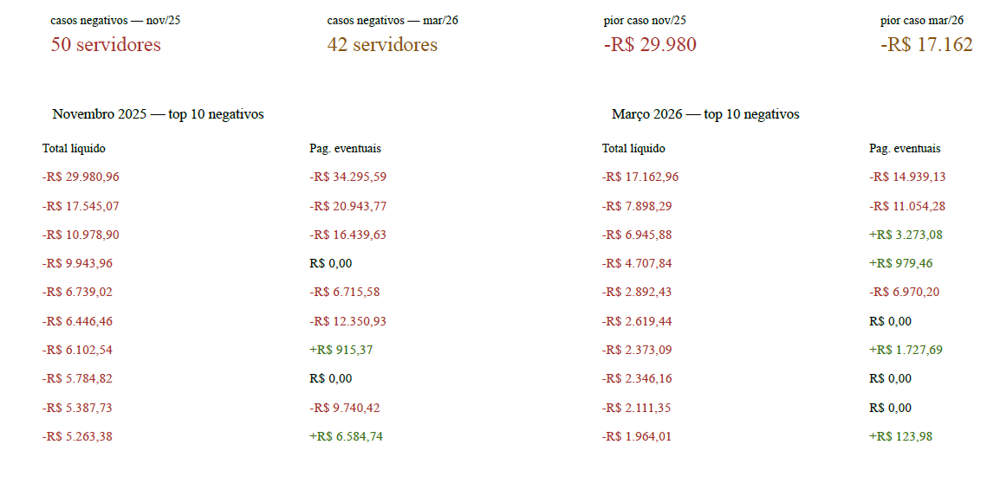 casos negativos — nov/25 casos negativos — mar/26 pior caso nov/25 pior caso mar/26
50 servidores 42 servidores -R$ 29.980 -R$ 17.162
Novembro 2025 — top 10 negativos Março 2026 — top 10 negativos
Total líquido Pag. eventuais Total líquido Pag. eventuais
-R$ 29.980,96 -R$ 34.295,59 -R$ 17.162,96 -R$ 14.939,13
-R$ 17.545,07 -R$ 20.943,77 -R$ 7.898,29 -R$ 11.054,28
-R$ 10.978,90 -R$ 16.439,63 -R$ 6.945,88 +R$ 3.273,08
-R$ 9.943,96 R$ 0,00 -R$ 4.707,84 +R$ 979,46
-R$ 6.739,02 -R$ 6.715,58 -R$ 2.892,43 -R$ 6.970,20
-R$ 6.446,46 -R$ 12.350,93 -R$ 2.619,44 R$ 0,00
-R$ 6.102,54 +R$ 915,37 -R$ 2.373,09 +R$ 1.727,69
-R$ 5.784,82 R$ 0,00 -R$ 2.346,16 R$ 0,00
-R$ 5.387,73 -R$ 9.740,42 -R$ 2.111,35 R$ 0,00
-R$ 5.263,38 +R$ 6.584,74 -R$ 1.964,01 +R$ 123,98